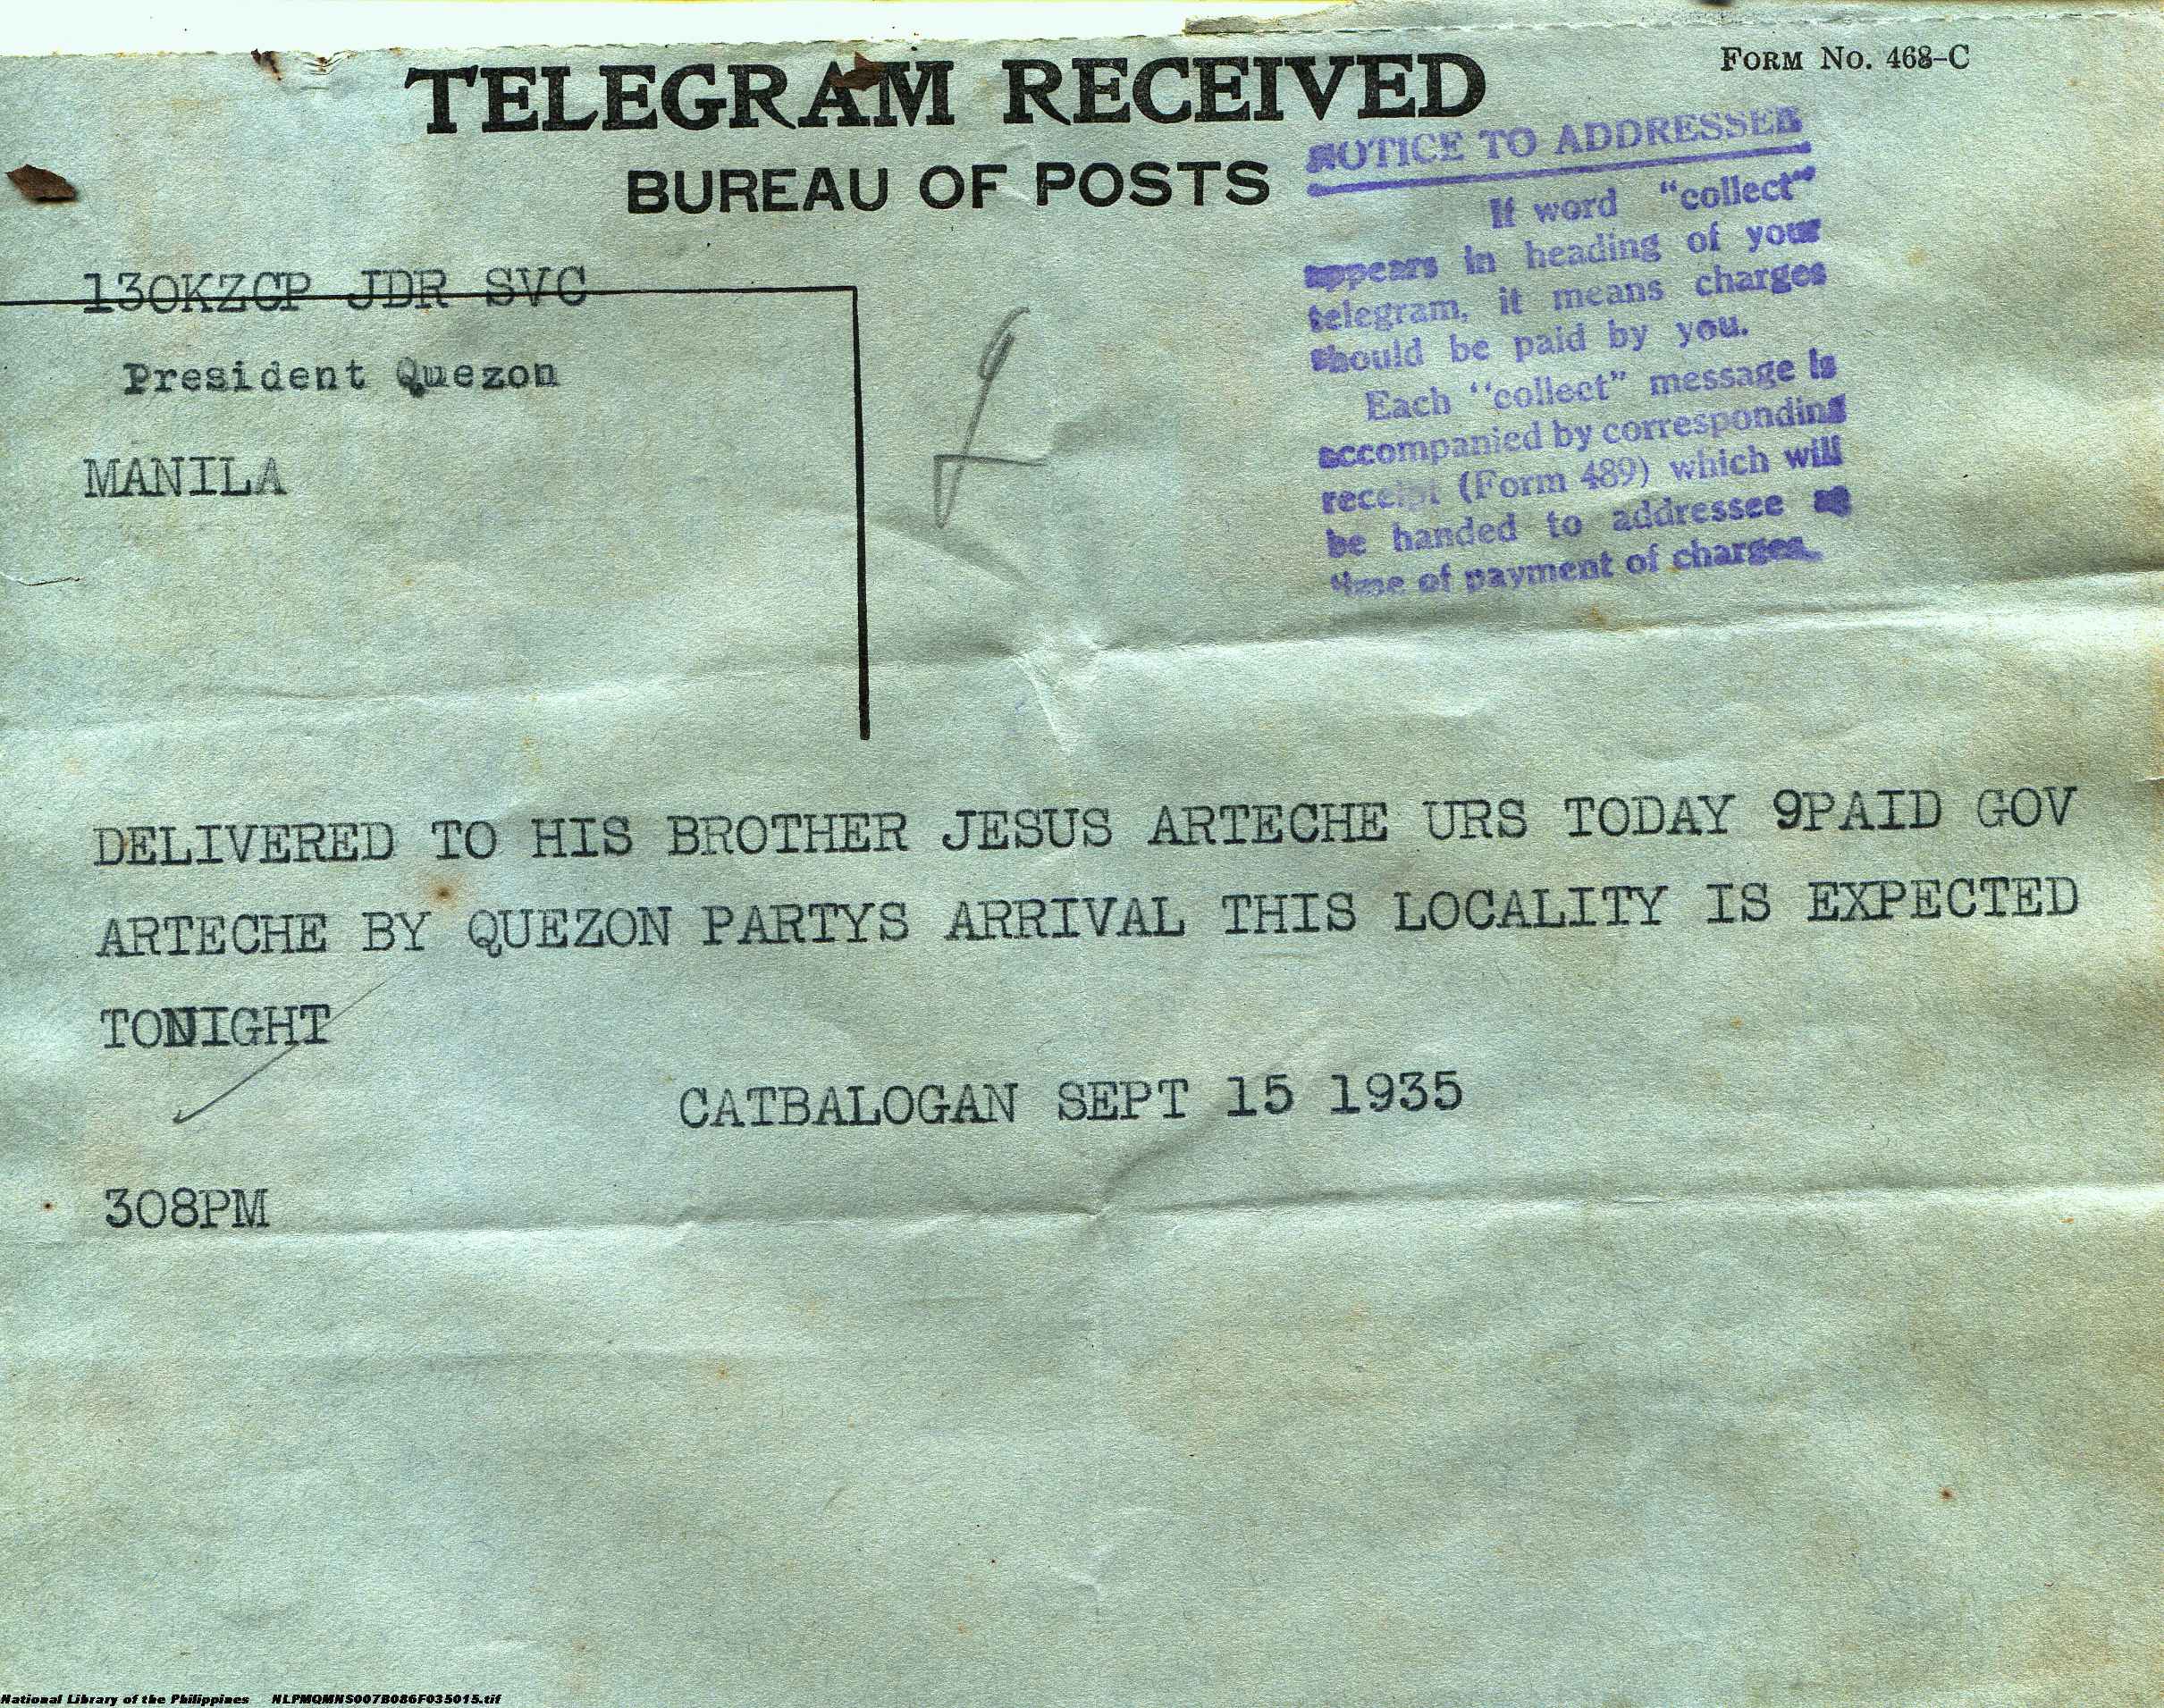 FORM NO. 468-C
TELEGRAM RECEIVED
BUREAU OF POSTS
NOTICE TO ADDRESSEE
If word "collect"
appears in heading of your
telegram, it means charges
should be paid by you.
Each "collect" message is
accompanied by corresponding
receipt (Form 489) which will
be handed to addressee at
time of payment of charges.
130KZCP JDR SVC
President Quezon
MANILA
DELIVERED TO HIS BROTHER JESUS ARTECHE URS TODAY 9PAID GOV
ARTECHE BY QUEZON PARTYS ARRIVAL THIS LOCALITY IS EXPECTED
TONIGHT
CATBALOGAN SEPT 15 1935
308PM
National Library of the Philippines NLPMQMNS007B086F035015.tif